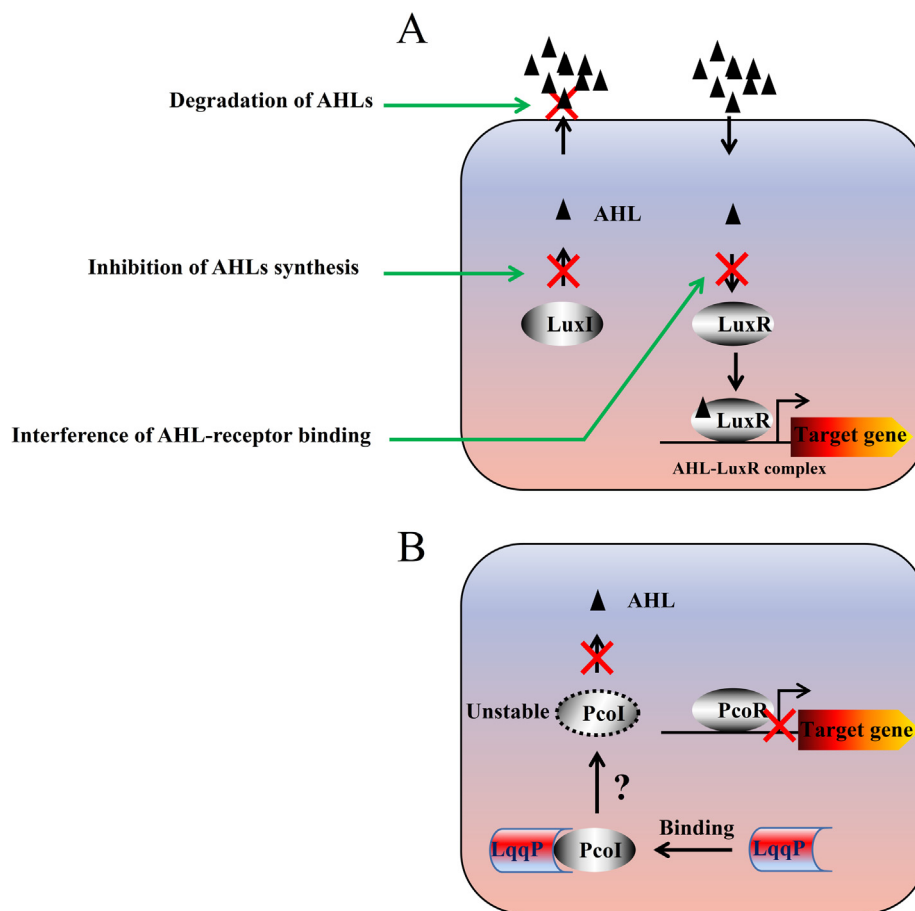 A
Degradation of AHLs
AHL
Inhibition of AHLs synthesis
LuxI
LuxR
Interference of AHL-receptor binding
LuxR
Target gene
AHL-LuxR complex
B
AHL
Unstable
PcoI
PcoR
Target gene
?
Binding
LqqP
PcoI
LqqP